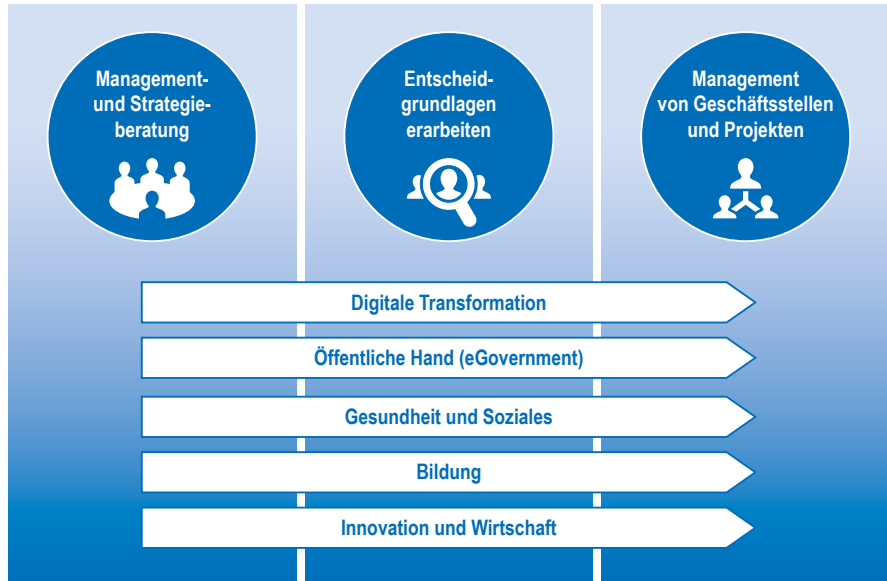 Management-
und Strategie-
beratung
Entscheid-
grundlagen
erarbeiten
Management
von Geschäftsstellen
und Projekten
Digitale Transformation
Öffentliche Hand (eGovernment)
Gesundheit und Soziales
Bildung
Innovation und Wirtschaft